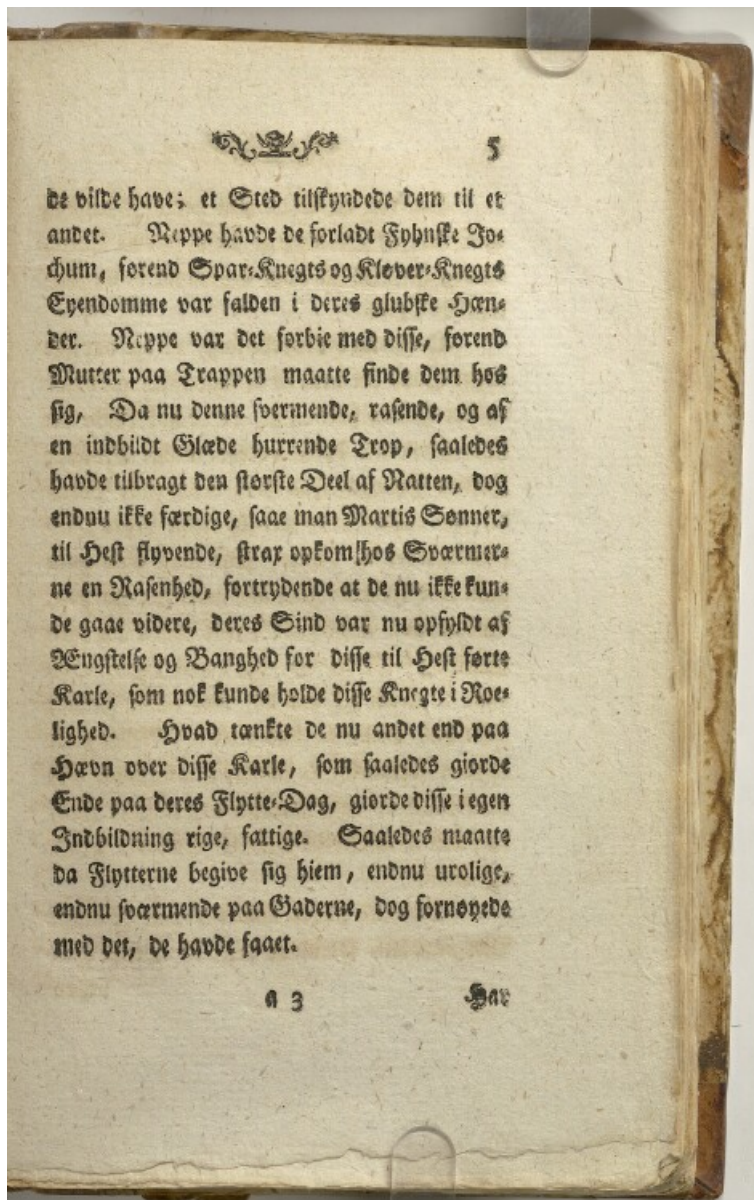 5
de vilde have; et Sted tilskyndede dem til et
andet. Neppe havde de forladt Fyhnske Jo-
chum, forend Spar-Knegts og Kløver-Knegts
Eyendomme var falden i deres glubske Hæn-
der. Neppe var det forbie med disse, forend
Mutter paa Trappen maatte finde dem hos
sig, Da nu denne sværmende, rasende, og af
en indbildt Glæde hurrende Trop, saaledes
havde tilbragt den største Deel af Natten, dog
endnu ikke færdige, saae man Martis Sønner,
til Hest flyvende, strax opkom hos Sværmer-
ne en Rasenhed, fortrydende at de nu ikke kun-
de gaae videre, deres Sind var nu opfyldt af
Ængstelse og Banghed for disse til Hest førte
Karle, som nok kunde holde disse Knegte i Roe-
lighed. Hvad tænkte de nu andet end paa
Hævn over disse Karle, som saaledes giorde
Ende paa deres Flytte-Dag, giorde disse i egen
Indbildning rige, fattige. Saaledes maatte
da Flytterne begive sig hiem, endnu urolige,
endnu sværmende paa Gaderne, dog fornøyede
med det, de havde faaet.
a 3 Har